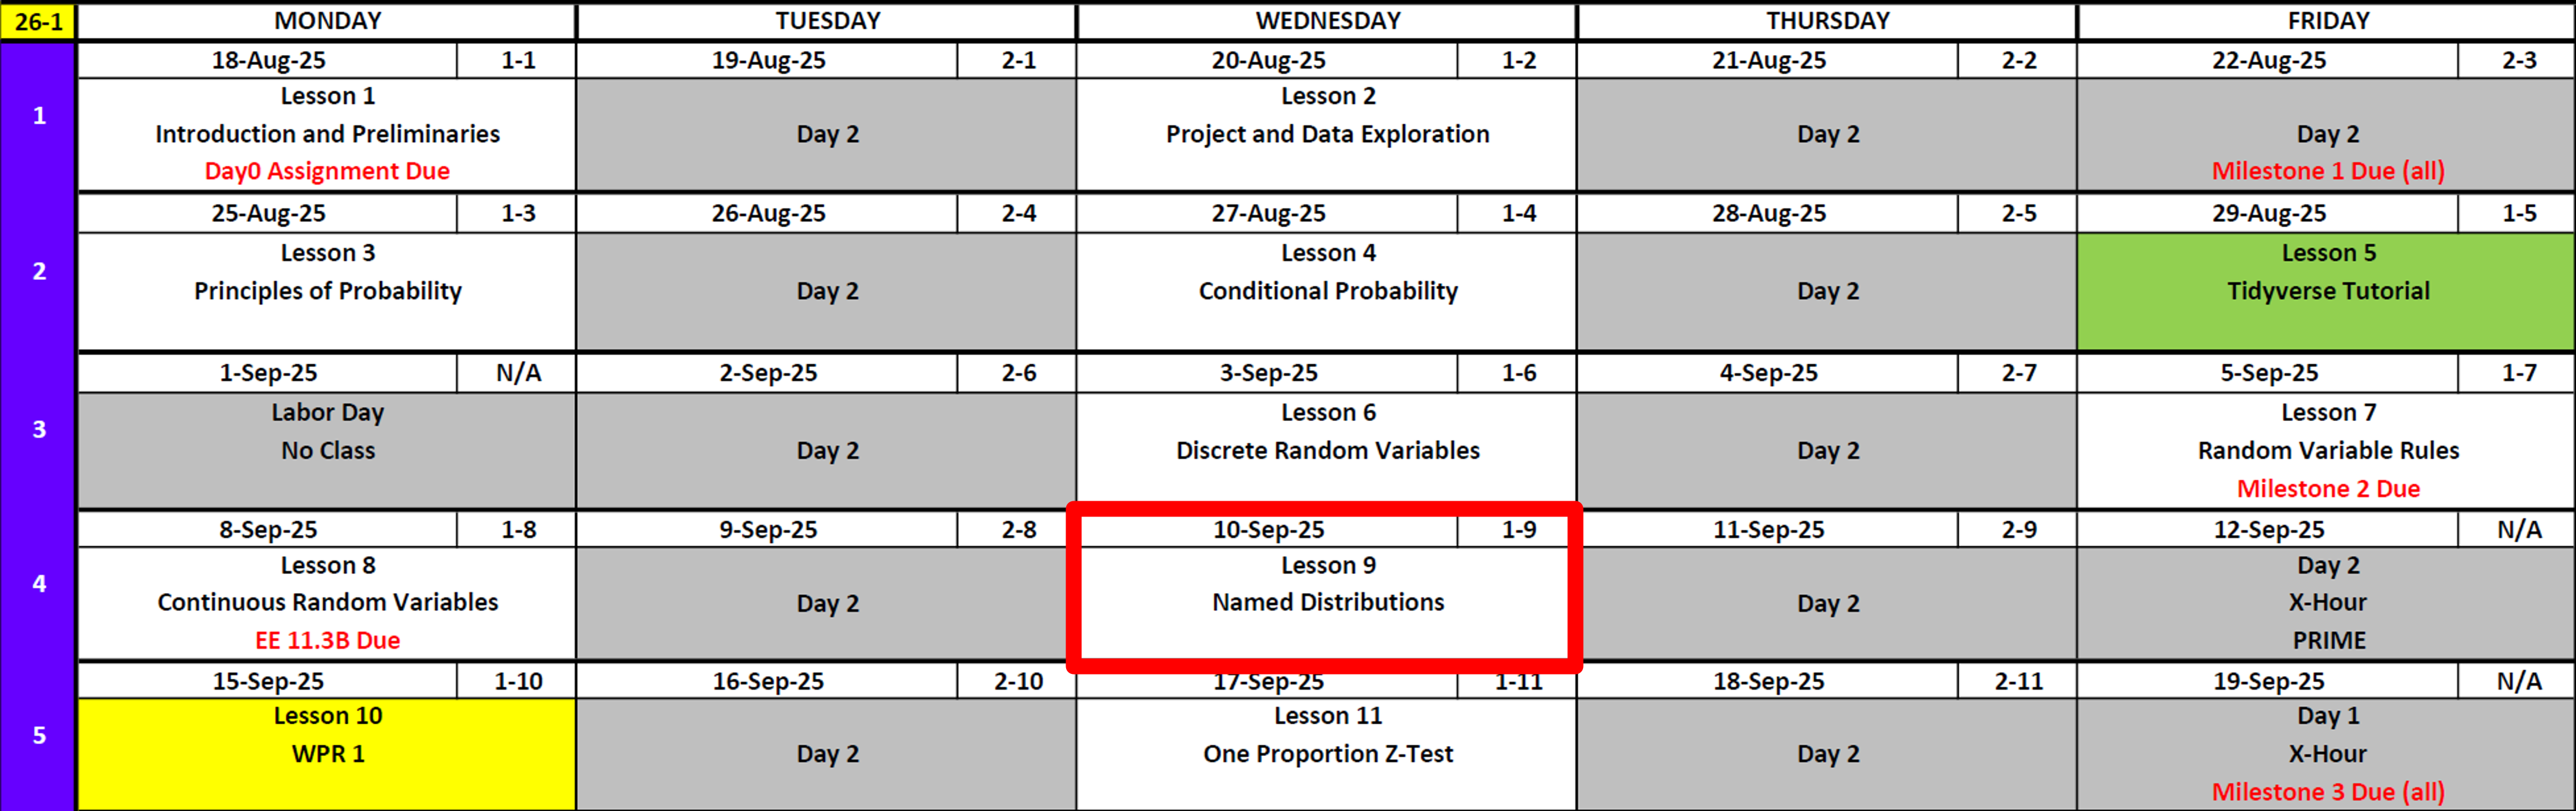 26-1 MONDAY TUESDAY WEDNESDAY THURSDAY FRIDAY
18-Aug-25 1-1 19-Aug-25 2-1 20-Aug-25 1-2 21-Aug-25 2-2 22-Aug-25 2-3
1
Lesson 1
Introduction and Preliminaries
Day0 Assignment Due
Day 2
Lesson 2
Project and Data Exploration
Day 2
Day 2
Milestone 1 Due (all)
25-Aug-25 1-3 26-Aug-25 2-4 27-Aug-25 1-4 28-Aug-25 2-5 29-Aug-25 1-5
2
Lesson 3
Principles of Probability
Day 2
Lesson 4
Conditional Probability
Day 2
Lesson 5
Tidyverse Tutorial
1-Sep-25 N/A 2-Sep-25 2-6 3-Sep-25 1-6 4-Sep-25 2-7 5-Sep-25 1-7
3
Labor Day
No Class
Day 2
Lesson 6
Discrete Random Variables
Day 2
Lesson 7
Random Variable Rules
Milestone 2 Due
8-Sep-25 1-8 9-Sep-25 2-8 10-Sep-25 1-9 11-Sep-25 2-9 12-Sep-25 N/A
4
Lesson 8
Continuous Random Variables
EE 11.3B Due
Day 2
Lesson 9
Named Distributions
Day 2
Day 2
X-Hour
PRIME
15-Sep-25 1-10 16-Sep-25 2-10 17-Sep-25 1-11 18-Sep-25 2-11 19-Sep-25 N/A
5
Lesson 10
WPR 1
Day 2
Lesson 11
One Proportion Z-Test
Day 2
Day 1
X-Hour
Milestone 3 Due (all)